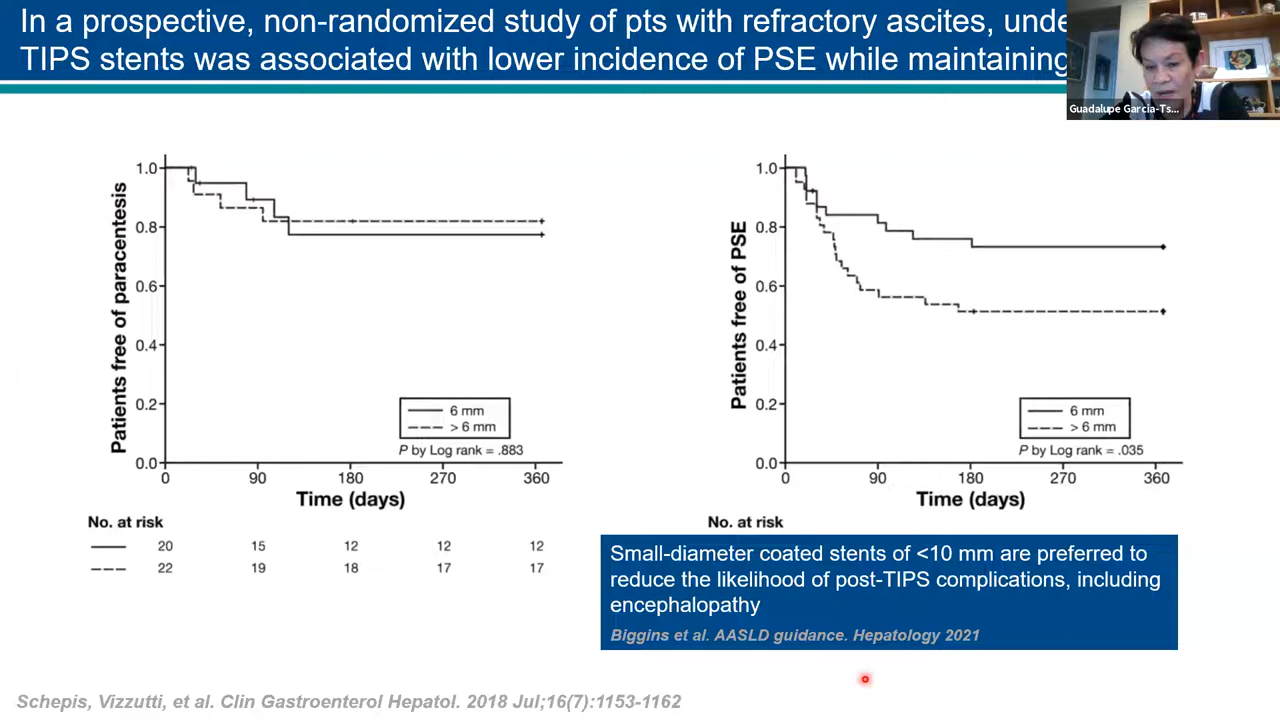 In a prospective, non-randomized study of pts with refractory ascites, unde
TIPS stents was associated with lower incidence of PSE while maintaining
Guadalupe Garcia-Ts...
Patients free of paracentesis
1.0
0.8
0.6
0.4
0.2
0.0
6 mm
> 6 mm
P by Log rank = .883
0 90 180 270 360
Time (days)
No. at risk
20 15 12 12 12
22 19 18 17 17
Patients free of PSE
1.0
0.8
0.6
0.4
0.2
0.0
6 mm
> 6 mm
P by Log rank = .035
0 90 180 270 360
Time (days)
No. at risk
Small-diameter coated stents of <10 mm are preferred to
reduce the likelihood of post-TIPS complications, including
encephalopathy
Biggins et al. AASLD guidance. Hepatology 2021
Schepis, Vizzutti, et al. Clin Gastroenterol Hepatol. 2018 Jul;16(7):1153-1162